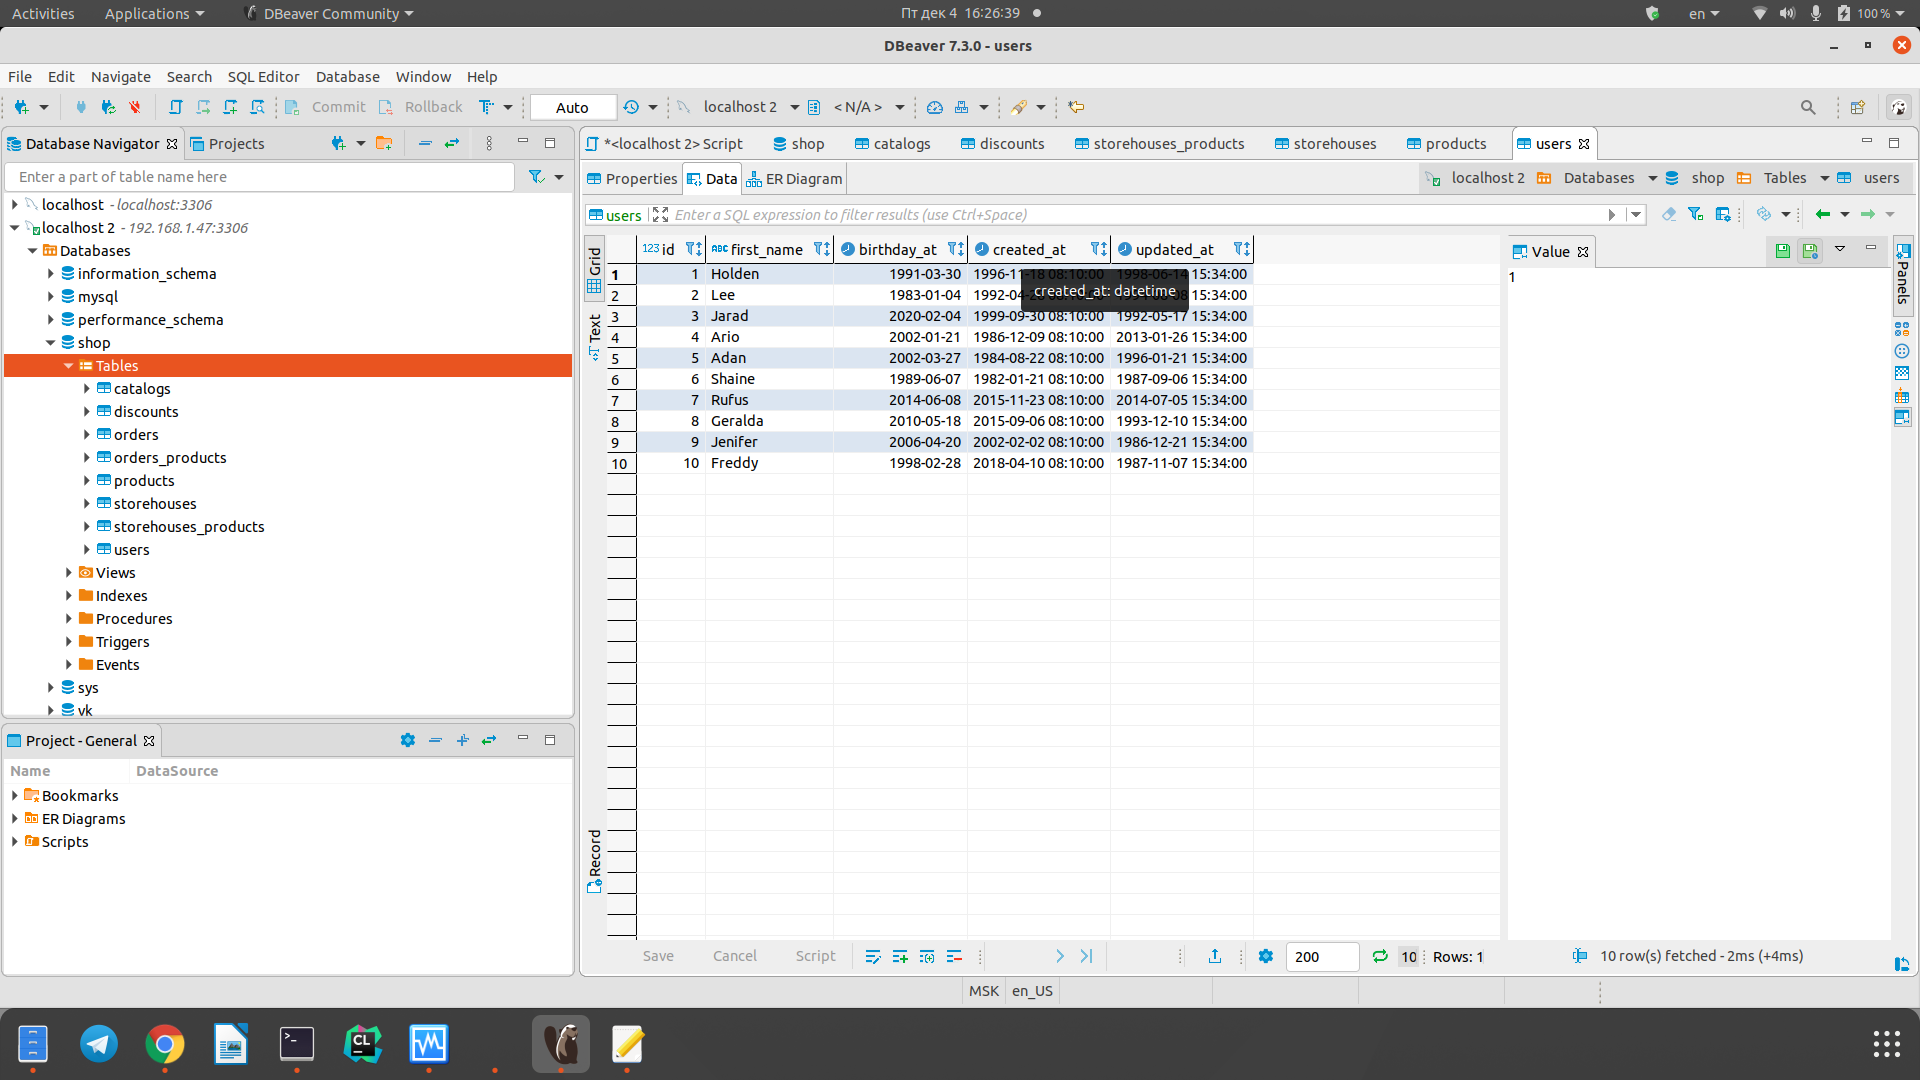 Activities Applications DBeaver Community Пт дек 4 16:26:39 en 100 %
DBeaver 7.3.0 - users
File Edit Navigate Search SQL Editor Database Window Help
Commit Rollback Auto localhost 2 < N/A >
Database Navigator Projects
*<localhost 2> Script shop catalogs discounts storehouses_products storehouses products users
Enter a part of table name here
Properties Data ER Diagram localhost 2 Databases shop Tables users
users Enter a SQL expression to filter results (use Ctrl+Space)
localhost - localhost:3306
localhost 2 - 192.168.1.47:3306
Databases
information_schema
mysql
performance_schema
shop
Tables
catalogs
discounts
orders
orders_products
products
storehouses
storehouses_products
users
Views
Indexes
Procedures
Triggers
Events
sys
vk
Grid
Text
Record
123 id ABC first_name birthday_at created_at updated_at
1 1 Holden 1991-03-30 1996-11-18 08:10:00 1998-06-14 15:34:00
2 2 Lee 1983-01-04 1992-04- 15:34:00
created_at: datetime
3 3 Jarad 2020-02-04 1999-09-30 08:10:00 1992-05-17 15:34:00
4 4 Ario 2002-01-21 1986-12-09 08:10:00 2013-01-26 15:34:00
5 5 Adan 2002-03-27 1984-08-22 08:10:00 1996-01-21 15:34:00
6 6 Shaine 1989-06-07 1982-01-21 08:10:00 1987-09-06 15:34:00
7 7 Rufus 2014-06-08 2015-11-23 08:10:00 2014-07-05 15:34:00
8 8 Geralda 2010-05-18 2015-09-06 08:10:00 1993-12-10 15:34:00
9 9 Jenifer 2006-04-20 2002-02-02 08:10:00 1986-12-21 15:34:00
10 10 Freddy 1998-02-28 2018-04-10 08:10:00 1987-11-07 15:34:00
Value
1
Panels
Project - General
Name DataSource
Bookmarks
ER Diagrams
Scripts
Save Cancel Script 200 10 Rows: 1 10 row(s) fetched - 2ms (+4ms)
MSK en_US
CL